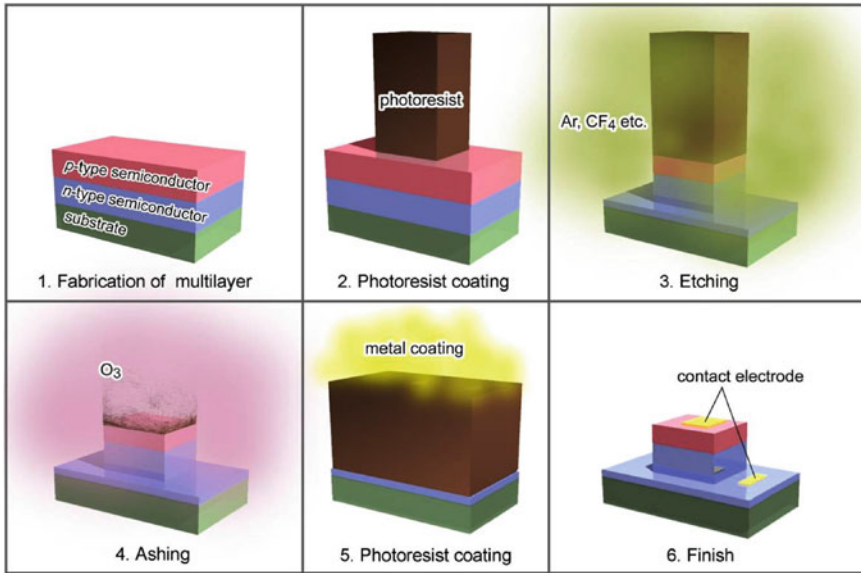 p-type semiconductor
n-type semiconductor
substrate
1. Fabrication of multilayer
photoresist
2. Photoresist coating
Ar, CF4 etc.
3. Etching
O3
4. Ashing
metal coating
5. Photoresist coating
contact electrode
6. Finish